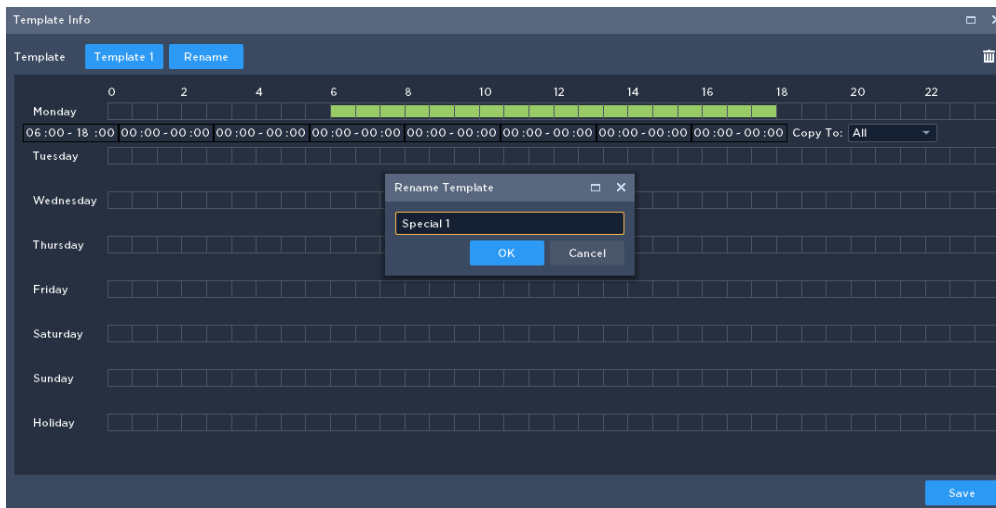 Template Info
Template Template 1 Rename
0 2 4 6 8 10 12 14 16 18 20 22
Monday
06 :00 - 18 :00 00 :00 - 00 :00 00 :00 - 00 :00 00 :00 - 00 :00 00 :00 - 00 :00 00 :00 - 00 :00 00 :00 - 00 :00 00 :00 - 00 :00 Copy To: All
Tuesday
Rename Template
Wednesday
Special 1
Thursday
OK Cancel
Friday
Saturday
Sunday
Holiday
Save